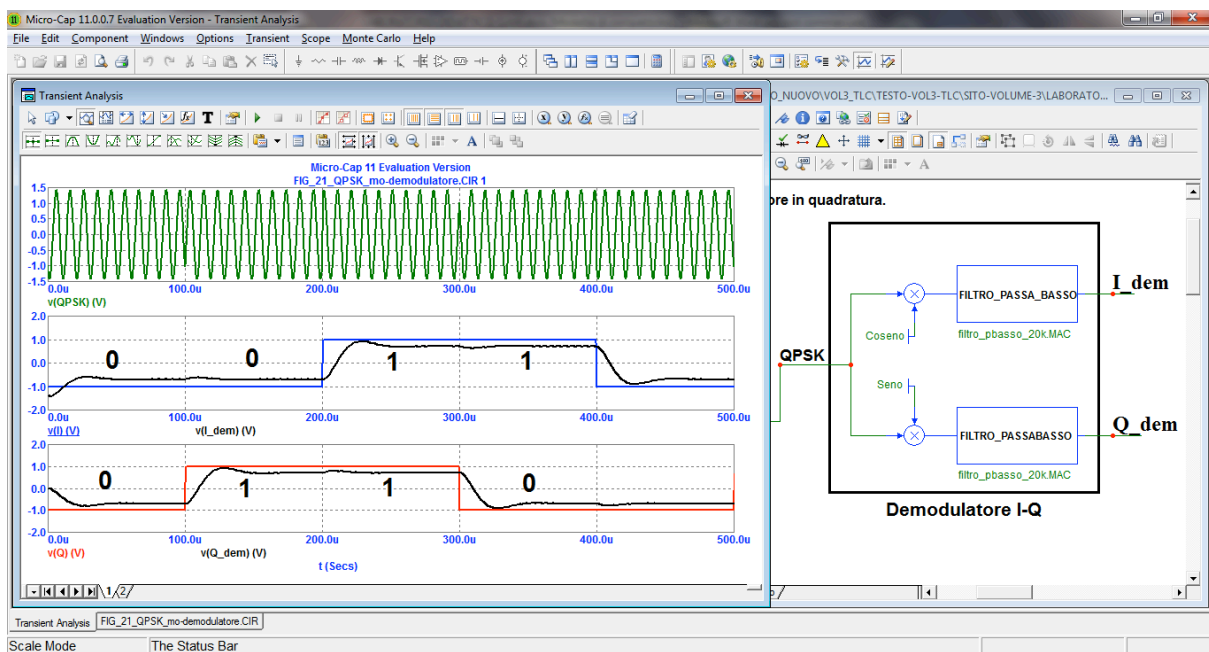 Micro-Cap 11.0.0.7 Evaluation Version - Transient Analysis
File Edit Component Windows Options Transient Scope Monte Carlo Help
Transient Analysis
O_NUOVO\VOL3_TLC\TESTO-VOL3-TLC\SITO-VOLUME-3\LABORATO...
Micro-Cap 11 Evaluation Version
FIG_21_QPSK_mo-demodulatore.CIR 1
1.5
1.0
0.5
0.0
-0.5
-1.0
-1.5
0.0u 100.0u 200.0u 300.0u 400.0u 500.0u
v(QPSK) (V)
2.0
1.0
0.0
-1.0
-2.0
0 0 1 1
0.0u 100.0u 200.0u 300.0u 400.0u 500.0u
v(I) (V) v(I_dem) (V)
2.0
1.0
0.0
-1.0
-2.0
0 1 1 0
0.0u 100.0u 200.0u 300.0u 400.0u 500.0u
v(Q) (V) v(Q_dem) (V)
t (Secs)
1 2
ore in quadratura.
I_dem
FILTRO_PASSA_BASSO
Coseno
filtro_pbasso_20k.MAC
QPSK
Seno
Q_dem
FILTRO_PASSABASSO
filtro_pbasso_20k.MAC
Demodulatore I-Q
Transient Analysis FIG_21_QPSK_mo-demodulatore.CIR
Scale Mode The Status Bar